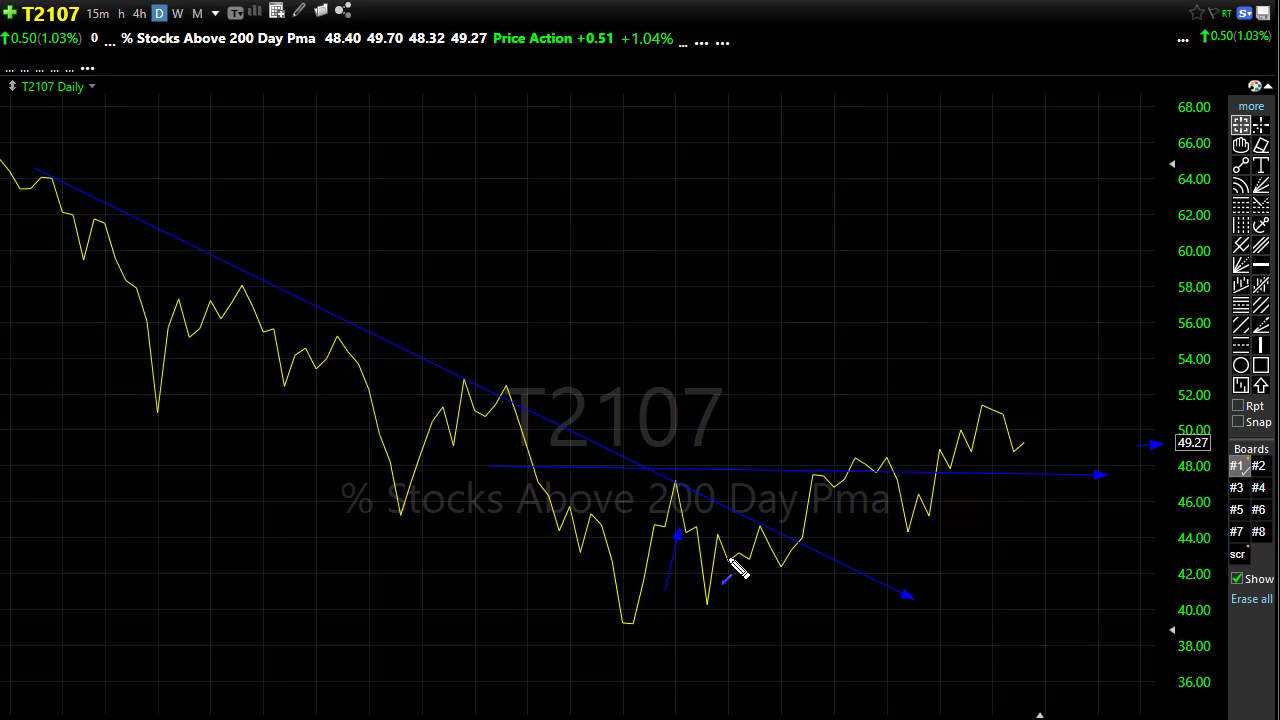 T2107 15m h 4h D W M T RT S
0.50(1.03%) 0 ... % Stocks Above 200 Day Pma 48.40 49.70 48.32 49.27 Price Action +0.51 +1.04% ... ... ... ... 0.50(1.03%)
... ... ... ... ... ...
T2107 Daily
more
68.00
66.00
64.00
62.00
60.00
58.00
56.00
54.00
52.00
50.00
49.27
48.00
46.00
44.00
42.00
40.00
38.00
36.00
T2107
% Stocks Above 200 Day Pma
T
Rpt
Snap
Boards
#1 #2
#3 #4
#5 #6
#7 #8
scr
Show
Erase all